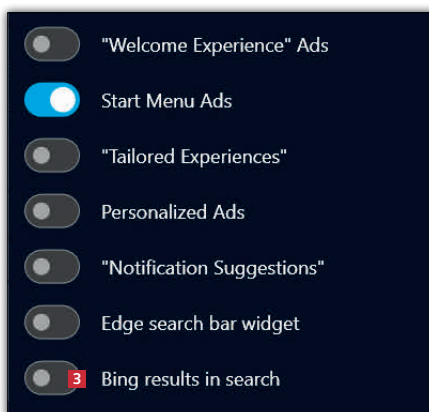 "Welcome Experience" Ads
Start Menu Ads
"Tailored Experiences"
Personalized Ads
"Notification Suggestions"
Edge search bar widget
3 Bing results in search